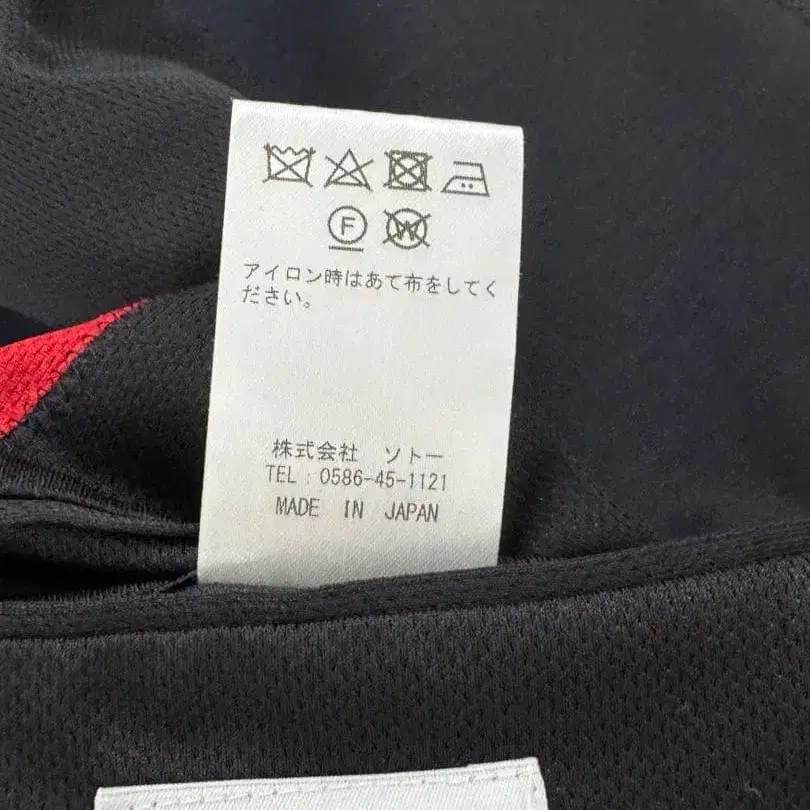 F
W
アイロン時はあて布をしてく
ださい。
株式会社 ソトー
TEL : 0586-45-1121
MADE IN JAPAN